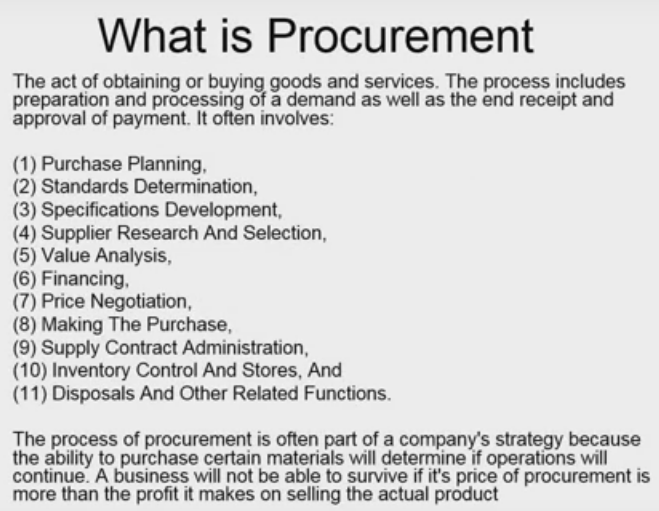 What is Procurement
The act of obtaining or buying goods and services. The process includes
preparation and processing of a demand as well as the end receipt and
approval of payment. It often involves:
(1) Purchase Planning,
(2) Standards Determination,
(3) Specifications Development,
(4) Supplier Research And Selection,
(5) Value Analysis,
(6) Financing,
(7) Price Negotiation,
(8) Making The Purchase,
(9) Supply Contract Administration,
(10) Inventory Control And Stores, And
(11) Disposals And Other Related Functions.
The process of procurement is often part of a company's strategy because
the ability to purchase certain materials will determine if operations will
continue. A business will not be able to survive if it's price of procurement is
more than the profit it makes on selling the actual product